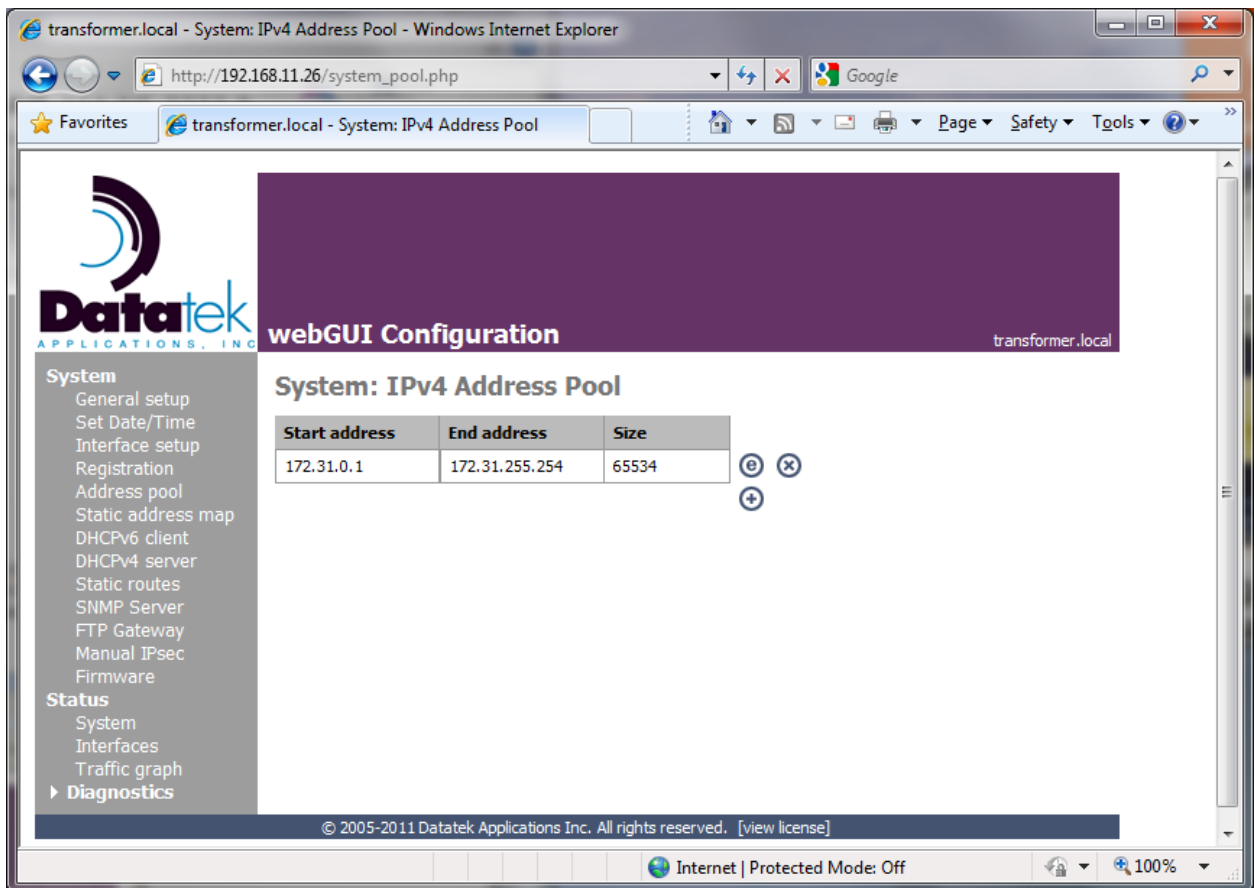 transformer.local - System: IPv4 Address Pool - Windows Internet Explorer
http://192.168.11.26/system_pool.php
Google
Favorites
transformer.local - System: IPv4 Address Pool
Page
Safety
Tools
Datatek
APPLICATIONS, INC
webGUI Configuration
transformer.local
System
General setup
Set Date/Time
Interface setup
Registration
Address pool
Static address map
DHCPv6 client
DHCPv4 server
Static routes
SNMP Server
FTP Gateway
Manual IPsec
Firmware
Status
System
Interfaces
Traffic graph
Diagnostics
System: IPv4 Address Pool
Start address End address Size
172.31.0.1 172.31.255.254 65534
© 2005-2011 Datatek Applications Inc. All rights reserved. [view license]
Internet | Protected Mode: Off
100%